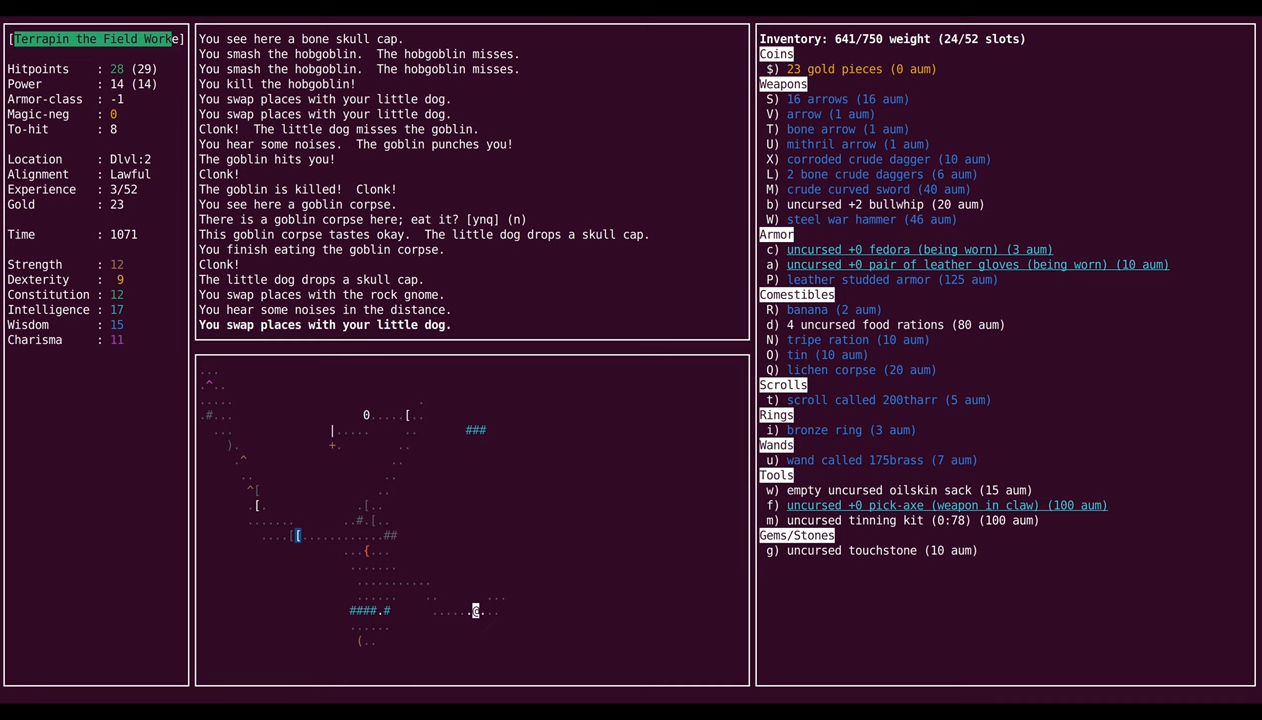 [Terrapin the Field Worke]
Hitpoints    : 28 (29)
Power        : 14 (14)
Armor-class  : -1
Magic-neg    : 0
To-hit       : 8
Location     : Dlvl:2
Alignment    : Lawful
Experience   : 3/52
Gold         : 23
Time         : 1071
Strength     : 12
Dexterity    :  9
Constitution : 12
Intelligence : 17
Wisdom       : 15
Charisma     : 11
You see here a bone skull cap.
You smash the hobgoblin.  The hobgoblin misses.
You smash the hobgoblin.  The hobgoblin misses.
You kill the hobgoblin!
You swap places with your little dog.
You swap places with your little dog.
Clonk!  The little dog misses the goblin.
You hear some noises.  The goblin punches you!
The goblin hits you!
Clonk!
The goblin is killed!  Clonk!
You see here a goblin corpse.
There is a goblin corpse here; eat it? [ynq] (n)
This goblin corpse tastes okay.  The little dog drops a skull cap.
You finish eating the goblin corpse.
Clonk!
The little dog drops a skull cap.
You swap places with the rock gnome.
You hear some noises in the distance.
You swap places with your little dog.
...
.^..
.....                         .
.#...                   0.....[..
  ...              |.....     ..       ###
    ).             +.        ..
     .^                     ..
      ..                   ..
       ^[                 ..
       .[.             .[..
       .......       ..#.[..
         ....[[............##
                     ...{...
                      .......
                       ...........
                       ......    ..       ...
                      ####.#      ......@...
                      ......
                       (..
Inventory: 641/750 weight (24/52 slots)
Coins
$) 23 gold pieces (0 aum)
Weapons
S) 16 arrows (16 aum)
V) arrow (1 aum)
T) bone arrow (1 aum)
U) mithril arrow (1 aum)
X) corroded crude dagger (10 aum)
L) 2 bone crude daggers (6 aum)
M) crude curved sword (40 aum)
b) uncursed +2 bullwhip (20 aum)
W) steel war hammer (46 aum)
Armor
c) uncursed +0 fedora (being worn) (3 aum)
a) uncursed +0 pair of leather gloves (being worn) (10 aum)
P) leather studded armor (125 aum)
Comestibles
R) banana (2 aum)
d) 4 uncursed food rations (80 aum)
N) tripe ration (10 aum)
O) tin (10 aum)
Q) lichen corpse (20 aum)
Scrolls
t) scroll called 200tharr (5 aum)
Rings
i) bronze ring (3 aum)
Wands
u) wand called 175brass (7 aum)
Tools
w) empty uncursed oilskin sack (15 aum)
f) uncursed +0 pick-axe (weapon in claw) (100 aum)
m) uncursed tinning kit (0:78) (100 aum)
Gems/Stones
g) uncursed touchstone (10 aum)